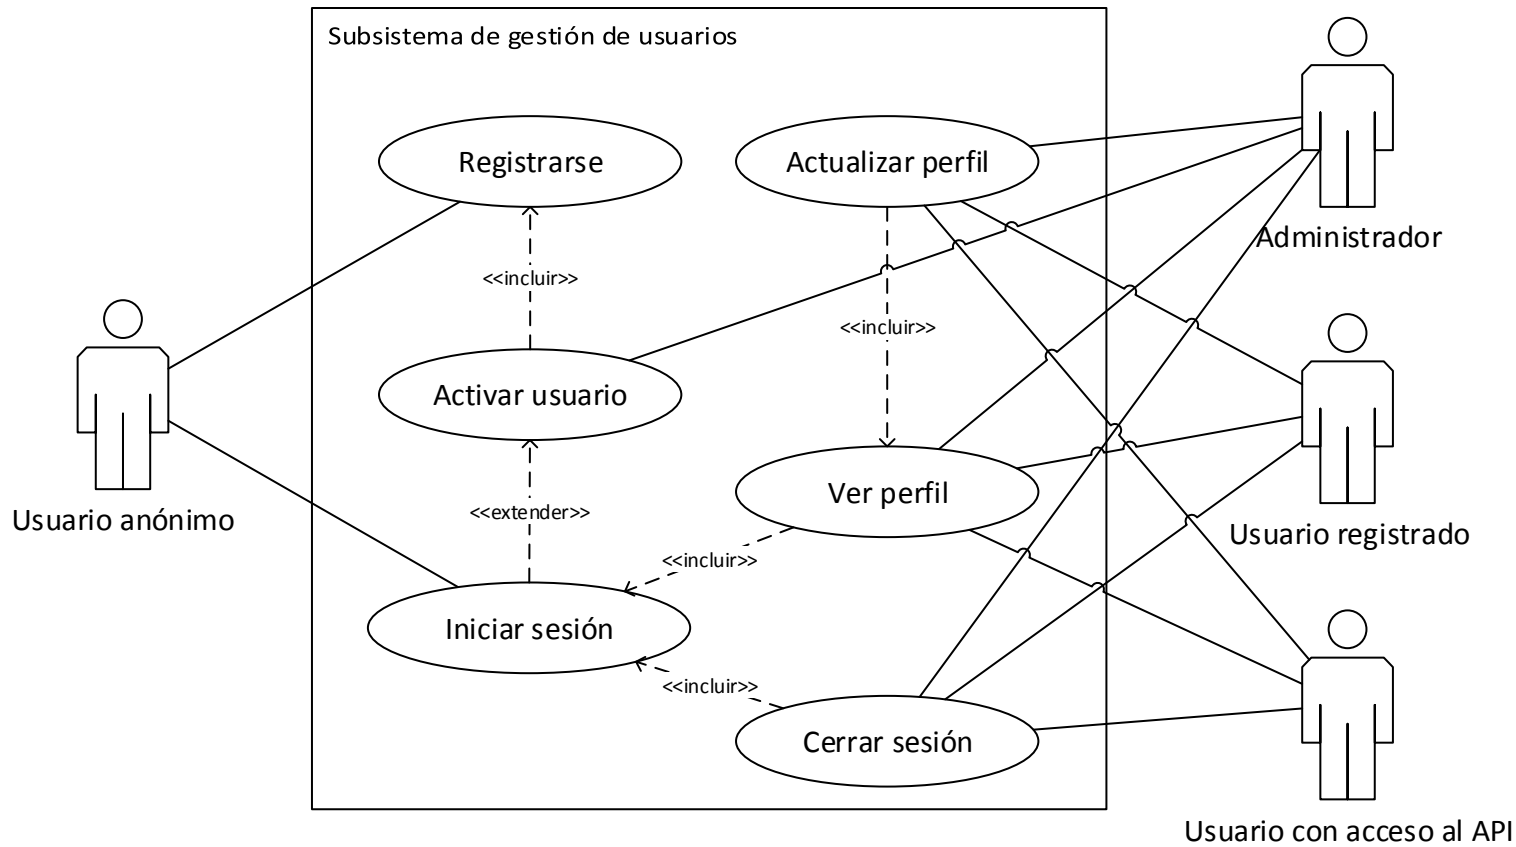 Subsistema de gestión de usuarios
Registrarse
Actualizar perfil
Administrador
<<incluir>>
<<incluir>>
Activar usuario
Ver perfil
Usuario anónimo
<<extender>>
Usuario registrado
<<incluir>>
Iniciar sesión
<<incluir>>
Cerrar sesión
Usuario con acceso al API